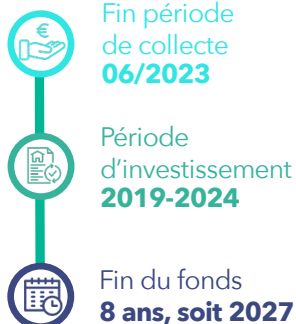 €
Fin période
de collecte
06/2023
Période
d'investissement
2019-2024
Fin du fonds
8 ans, soit 2027